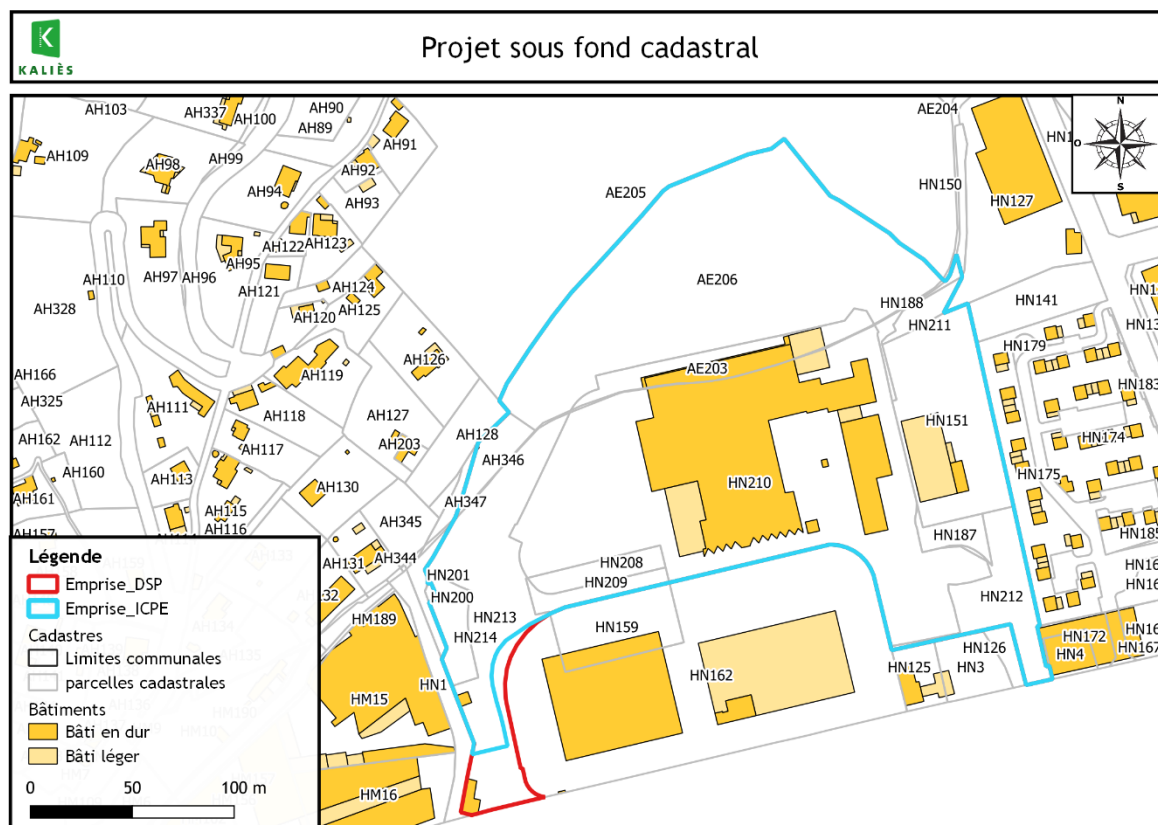 KALIÈS
Projet sous fond cadastral
AH103
AH337
AH100
AH90
AH89
AH91
AE204
N
O
S
AH109
AH98
AH99
AH92
AH94
AH93
AE205
HN150
HN127
AH122
AH123
AH97
AH96
AH95
AH110
AH121
AH124
AH125
AH120
AH328
AE206
HN188
HN211
HN141
HN179
AH126
AH119
AE203
AH166
AH325
AH111
AH118
AH127
HN183
AH162
AH112
AH117
AH203
AH128
AH346
HN151
HN174
AH160
AH161
AH113
AH130
HN210
HN175
AH347
AH115
AH116
AH345
AH157
HN187
HN185
AH131
AH344
HN208
HN209
HN201
HN200
HN212
HM189
HN213
HN214
HN159
HN126
HN172
HN4
HN167
HN125
HN3
HN162
HN1
HM15
HM16
Légende
Emprise_DSP
Emprise_ICPE
Cadastres
Limites communales
parcelles cadastrales
Bâtiments
Bâti en dur
Bâti léger
0 50 100 m